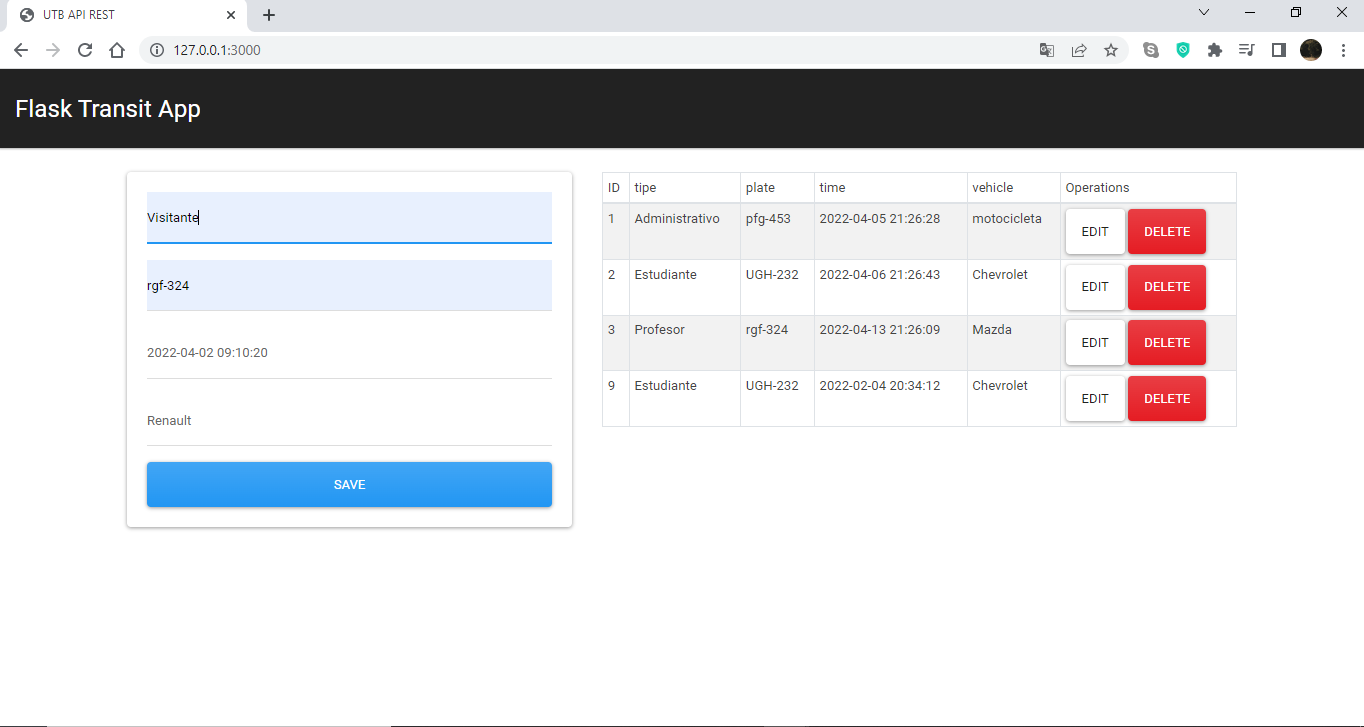 UTB API REST
127.0.0.1:3000
Flask Transit App
Visitante
rgf-324
2022-04-02 09:10:20
Renault
SAVE
ID tipe plate time vehicle Operations
1 Administrativo pfg-453 2022-04-05 21:26:28 motocicleta EDIT DELETE
2 Estudiante UGH-232 2022-04-06 21:26:43 Chevrolet EDIT DELETE
3 Profesor rgf-324 2022-04-13 21:26:09 Mazda EDIT DELETE
9 Estudiante UGH-232 2022-02-04 20:34:12 Chevrolet EDIT DELETE